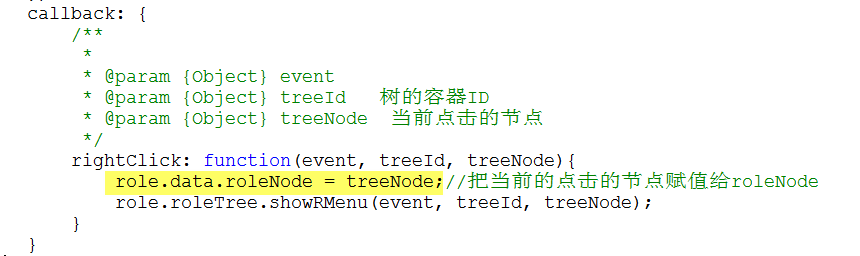 callback: {
/**
*
* @param {Object} event
* @param {Object} treeId 树的容器ID
* @param {Object} treeNode 当前点击的节点
*/
rightClick: function(event, treeId, treeNode){
role.data.roleNode = treeNode;//把当前的点击的节点赋值给roleNode
role.roleTree.showRMenu(event, treeId, treeNode);
}
}